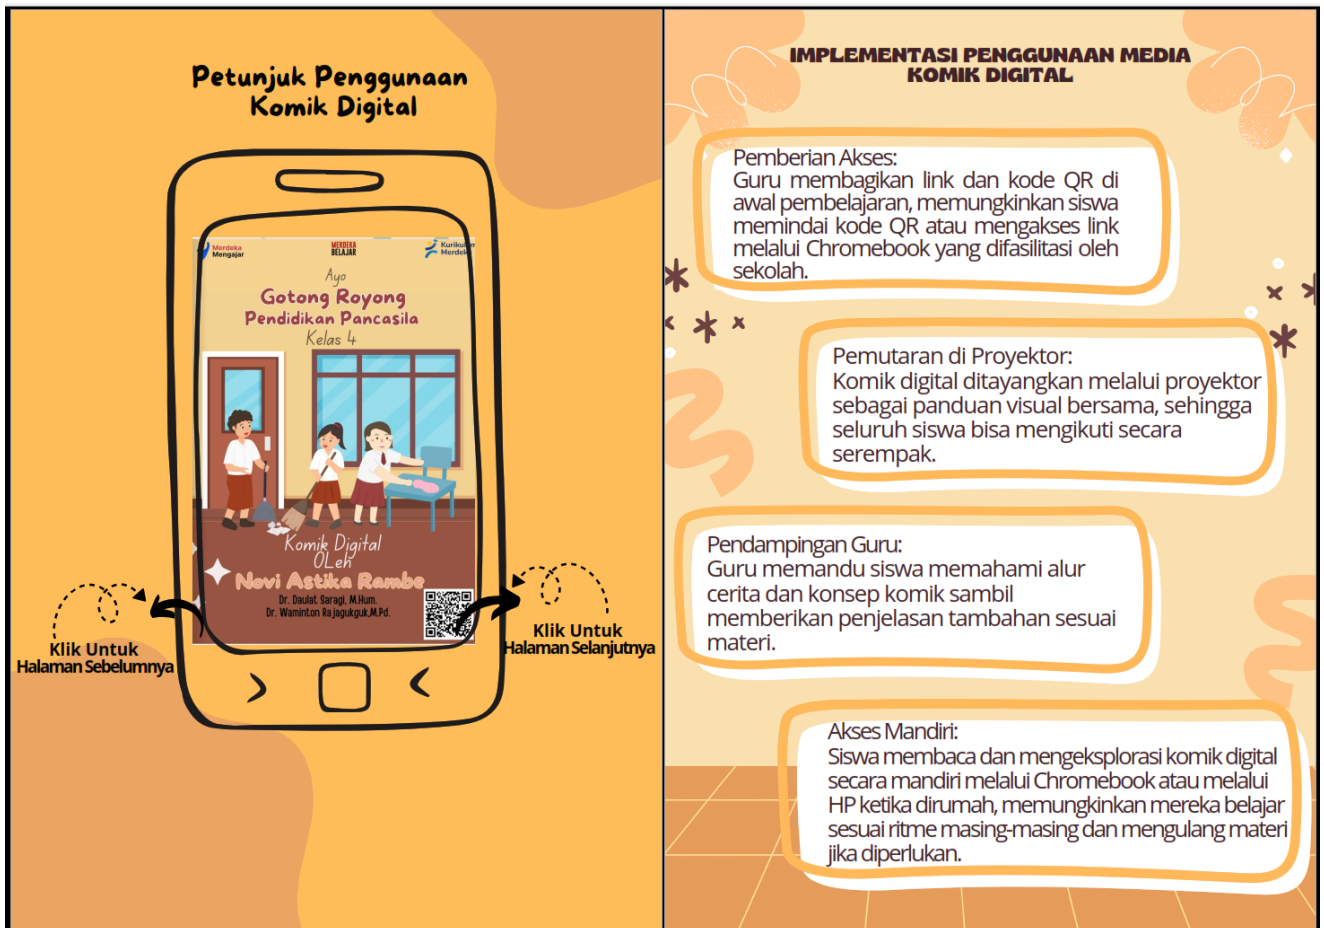 Petunjuk Penggunaan
Komik Digital
Merdeka
Mengajar
MERDEKA
BELAJAR
Kurikulum
Merdeka
Ayo
Gotong Royong
Pendidikan Pancasila
Kelas 4
Komik Digital
OLeh
Novi Astika Rambe
Dr. Daulat Saragi, M.Hum.
Dr. Waminton Rajagukguk,M.Pd.
Klik Untuk
Halaman Sebelumnya
Klik Untuk
Halaman Selanjutnya
IMPLEMENTASI PENGGUNAAN MEDIA
KOMIK DIGITAL
Pemberian Akses:
Guru membagikan link dan kode QR di
awal pembelajaran, memungkinkan siswa
memindai kode QR atau mengakses link
melalui Chromebook yang difasilitasi oleh
sekolah.
Pemutaran di Proyektor:
Komik digital ditayangkan melalui proyektor
sebagai panduan visual bersama, sehingga
seluruh siswa bisa mengikuti secara
serempak.
Pendampingan Guru:
Guru memandu siswa memahami alur
cerita dan konsep komik sambil
memberikan penjelasan tambahan sesuai
materi.
Akses Mandiri:
Siswa membaca dan mengeksplorasi komik digital
secara mandiri melalui Chromebook atau melalui
HP ketika dirumah, memungkinkan mereka belajar
sesuai ritme masing-masing dan mengulang materi
jika diperlukan.